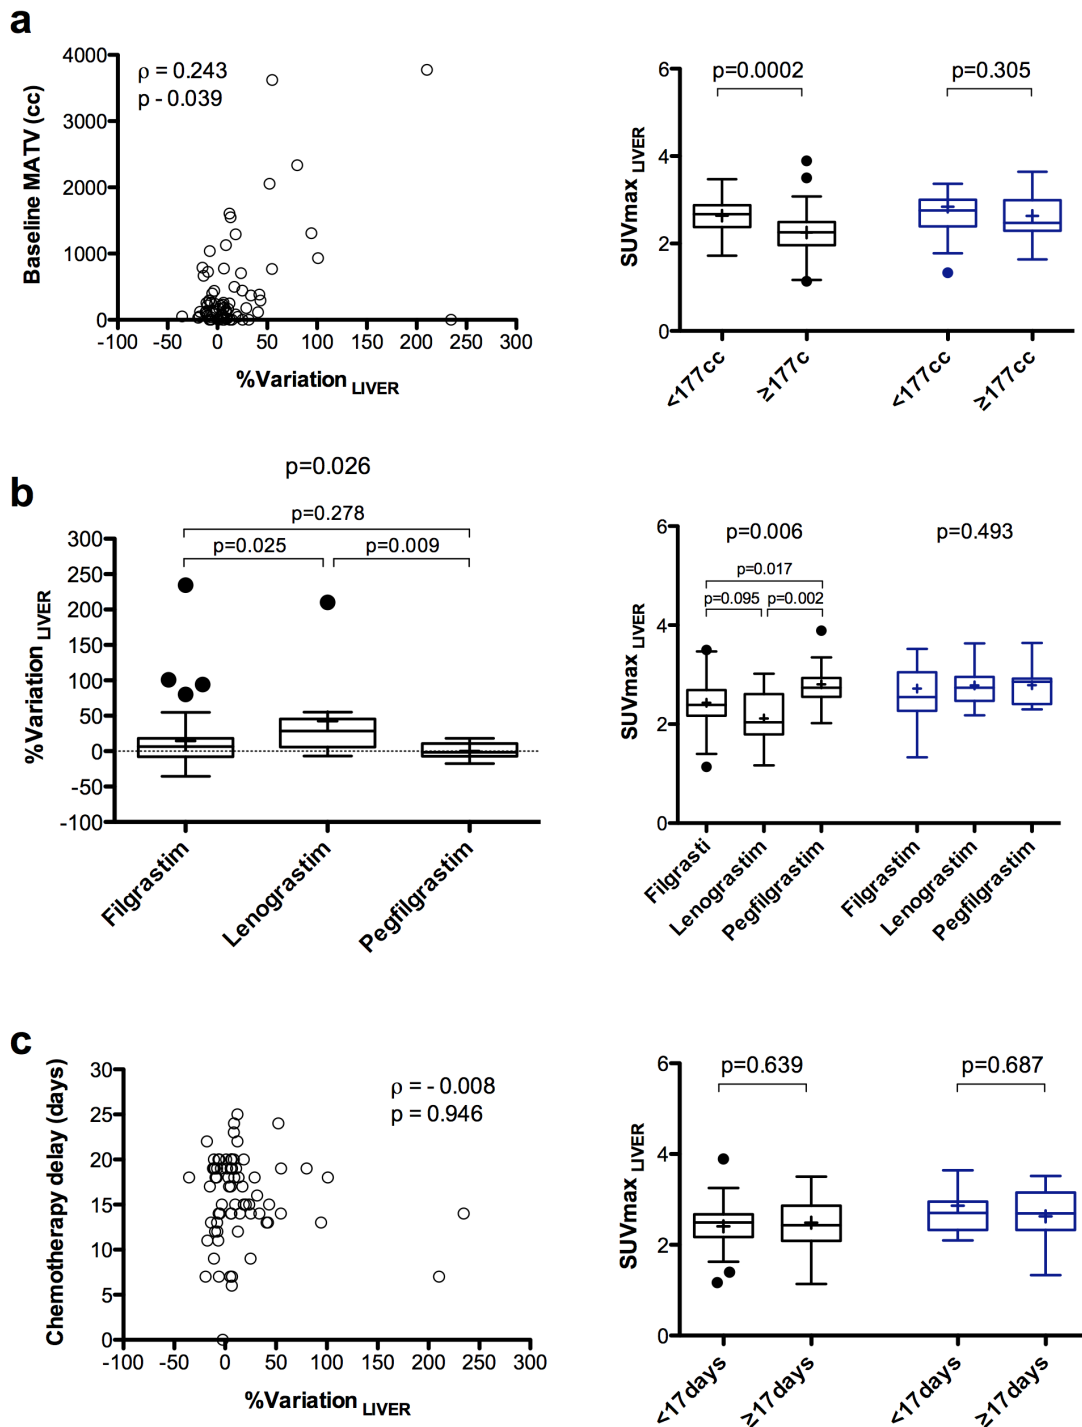 a
Baseline MATV (cc)
4000
3000
2000
1000
0
ρ = 0.243
p - 0.039
-100 -50 0 50 100 150 200 250 300
%Variation LIVER
SUVmax LIVER
6
4
2
0
p=0.0002
p=0.305
<177cc
≥177c
<177cc
≥177cc
b
p=0.026
p=0.278
p=0.025
p=0.009
%Variation LIVER
300
250
200
150
100
50
0
-50
-100
Filgrastim
Lenograstim
Pegfilgrastim
SUVmax LIVER
6
4
2
0
p=0.006
p=0.493
p=0.017
p=0.095
p=0.002
Filgrasti
Lenograstim
Pegfilgrastim
Filgrastim
Lenograstim
Pegfilgrastim
c
Chemotherapy delay (days)
30
25
20
15
10
5
0
ρ = - 0.008
p = 0.946
-100 -50 0 50 100 150 200 250 300
%Variation LIVER
SUVmax LIVER
6
4
2
0
p=0.639
p=0.687
<17days
≥17days
<17days
≥17days